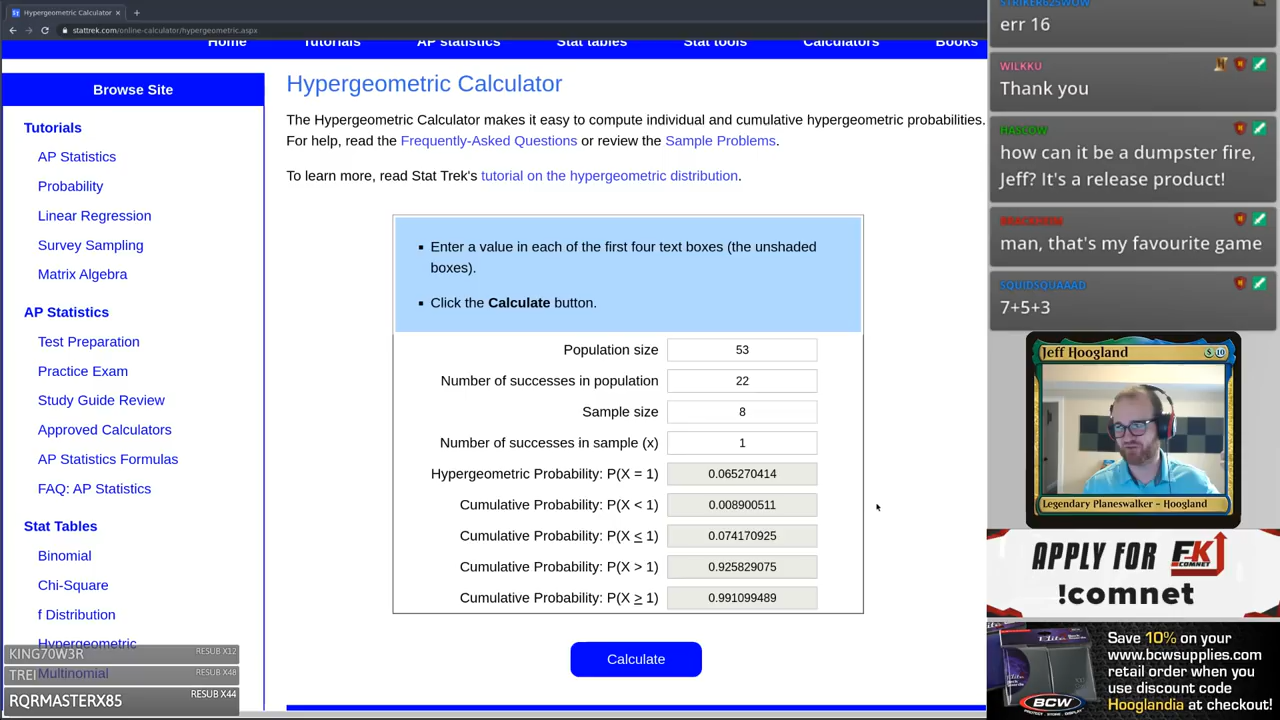 Hypergeometric Calculator
stattrek.com/online-calculator/hypergeometric.aspx
Home
Tutorials
AP statistics
Stat tables
Stat tools
Calculators
Books
Browse Site
Tutorials
AP Statistics
Probability
Linear Regression
Survey Sampling
Matrix Algebra
AP Statistics
Test Preparation
Practice Exam
Study Guide Review
Approved Calculators
AP Statistics Formulas
FAQ: AP Statistics
Stat Tables
Binomial
Chi-Square
f Distribution
Hypergeometric
Multinomial
KING70W3R RESUB X12
TRE RESUB X48
RQRMASTERX85 RESUB X44
Hypergeometric Calculator
The Hypergeometric Calculator makes it easy to compute individual and cumulative hypergeometric probabilities.
For help, read the Frequently-Asked Questions or review the Sample Problems.
To learn more, read Stat Trek's tutorial on the hypergeometric distribution.
Enter a value in each of the first four text boxes (the unshaded
boxes).
Click the Calculate button.
Population size 53
Number of successes in population 22
Sample size 8
Number of successes in sample (x) 1
Hypergeometric Probability: P(X = 1) 0.065270414
Cumulative Probability: P(X < 1) 0.008900511
Cumulative Probability: P(X ≤ 1) 0.074170925
Cumulative Probability: P(X > 1) 0.925829075
Cumulative Probability: P(X ≥ 1) 0.991099489
Calculate
err 16
WILKKU
Thank you
HASLOW
how can it be a dumpster fire,
Jeff? It's a release product!
man, that's my favourite game
SQUIDSQUAAAD
7+5+3
Jeff Hoogland
Legendary Planeswalker – Hoogland
APPLY FOR
!comnet
Save 10% on your
www.bcwsupplies.com
retail order when you
use discount code
Hooglandia at checkout!
BCW